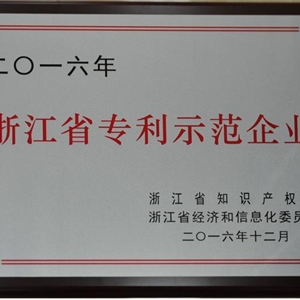 二〇一六年
浙江省专利示范企业
浙江省知识产权
浙江省经济和信息化委员
二〇一六年十二月